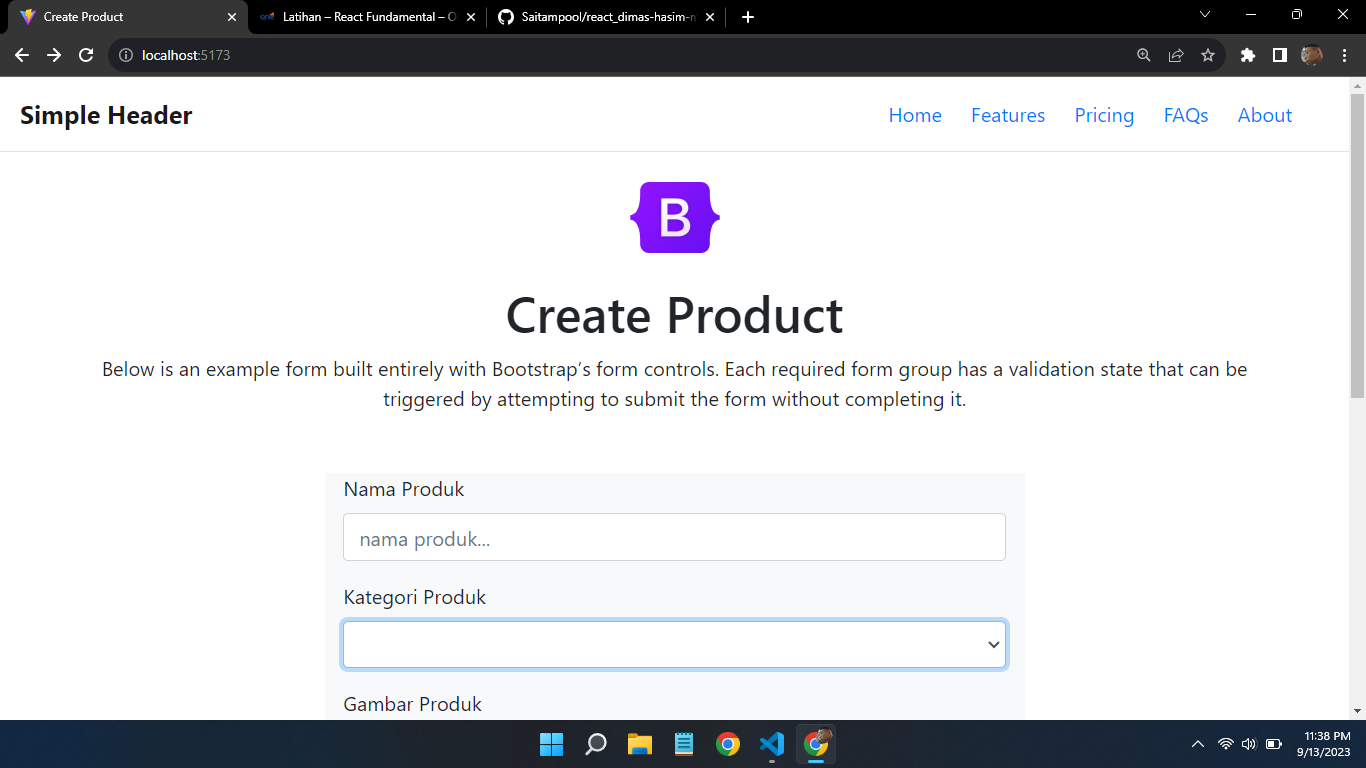 Create Product
Latihan – React Fundamental – O
Saitampool/react_dimas-hasim-m
localhost:5173
Simple Header
Home Features Pricing FAQs About
B
Create Product
Below is an example form built entirely with Bootstrap’s form controls. Each required form group has a validation state that can be
triggered by attempting to submit the form without completing it.
Nama Produk
nama produk...
Kategori Produk
Gambar Produk
11:38 PM
9/13/2023